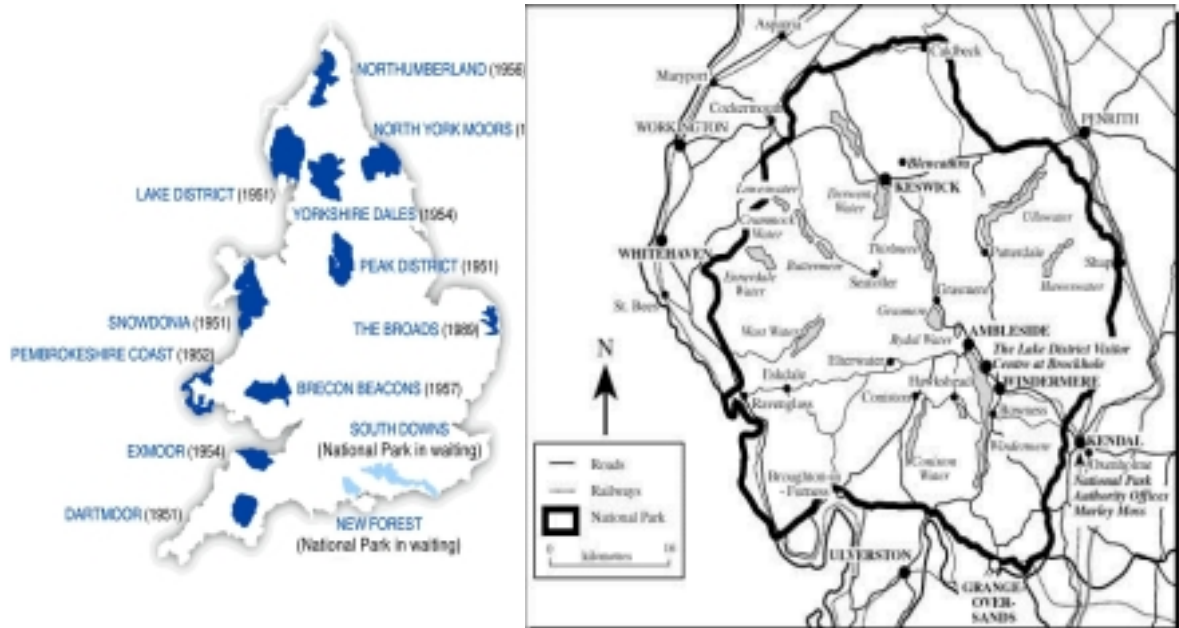 NORTHUMBERLAND (1956)
NORTH YORK MOORS (1
LAKE DISTRICT (1951)
YORKSHIRE DALES (1954)
PEAK DISTRICT (1951)
SNOWDONIA (1951)
THE BROADS (1989)
PEMBROKESHIRE COAST (1952)
BRECON BEACONS (1957)
SOUTH DOWNS
(National Park in waiting)
EXMOOR (1954)
DARTMOOR (1951)
NEW FOREST
(National Park in waiting)
Aspatria
Caldbeck
Maryport
Cockermouth
PENRITH
WORKINGTON
Blencathra
KESWICK
Loweswater
Derwent
Water
Crummock
Water
Ullswater
WHITEHAVEN
Thirlmere
Patterdale
Shap
Buttermere
Ennerdale
Water
Seatoller
Haweswater
St. Bees
Grasmere
Grasmere
Wast Water
Rydal Water
AMBLESIDE
The Lake District Visitor
Centre at Brockhole
N
Elterwater
Eskdale
Hawkshead
WINDERMERE
Ravenglass
Coniston
Bowness
Windermere
KENDAL
Oxenholme
Coniston
Water
National Park
Authority Offices
Murley Moss
Broughton-in
-Furness
Roads
Railways
National Park
0 16
kilometres
ULVERSTON
GRANGE-
OVER-
SANDS